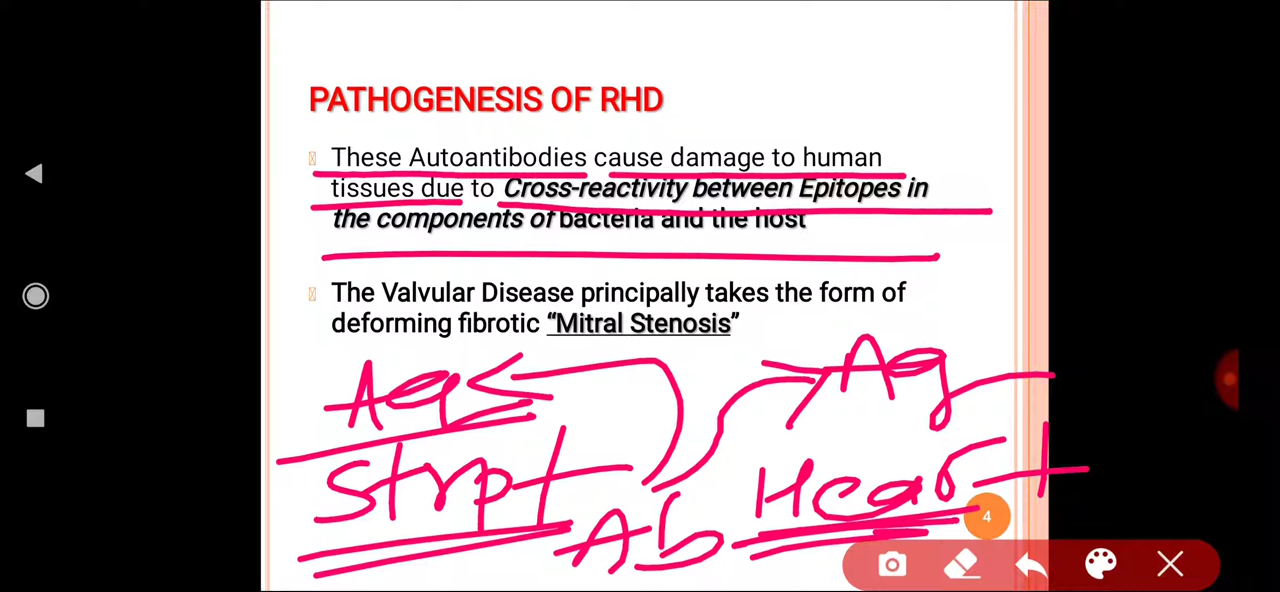 PATHOGENESIS OF RHD
These Autoantibodies cause damage to human
tissues due to Cross-reactivity between Epitopes in
the components of bacteria and the host
The Valvular Disease principally takes the form of
deforming fibrotic “Mitral Stenosis”
Ag Ag
Strpt Heart
Ab
4